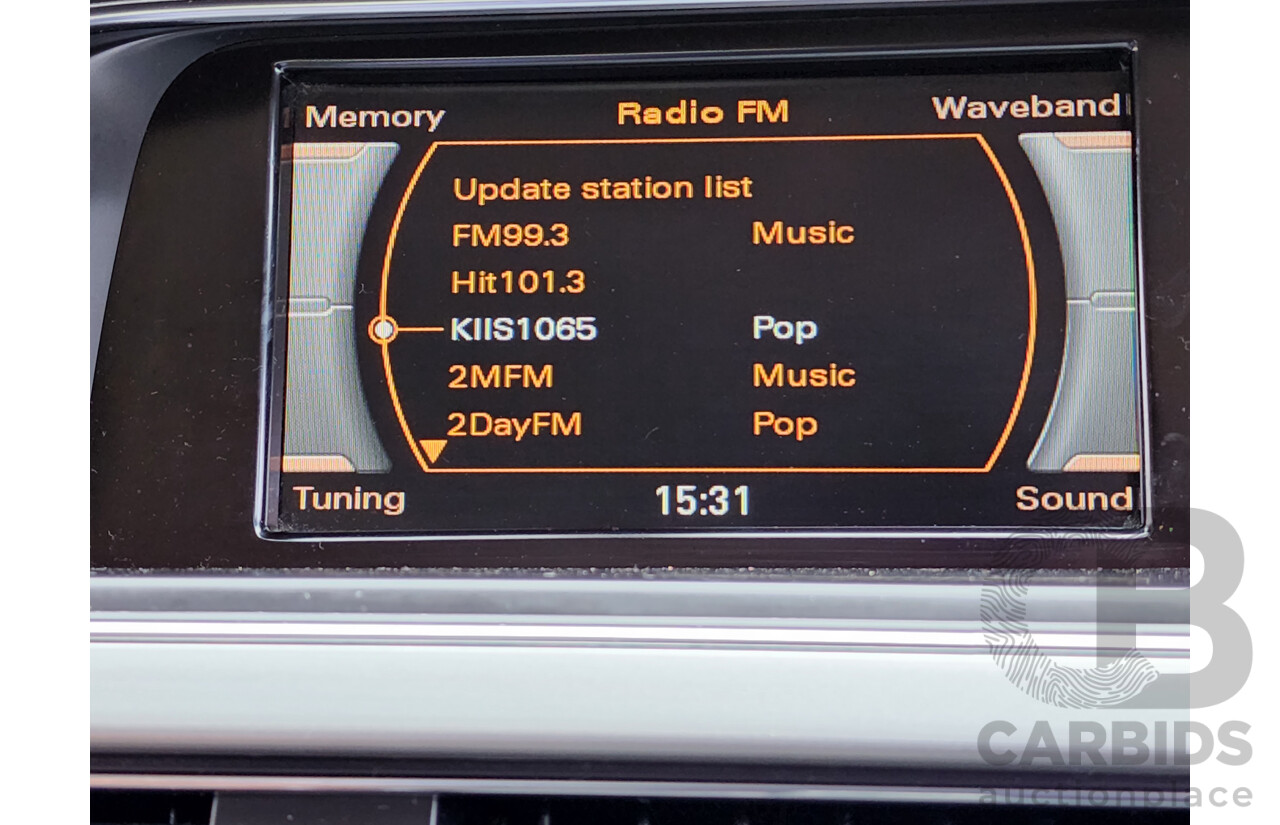 Memory Radio FM Waveband
Update station list
FM99.3 Music
Hit101.3
KIIS1065 Pop
2MFM Music
2DayFM Pop
Tuning 15:31 Sound
CB
CARBIDS
auctionplace